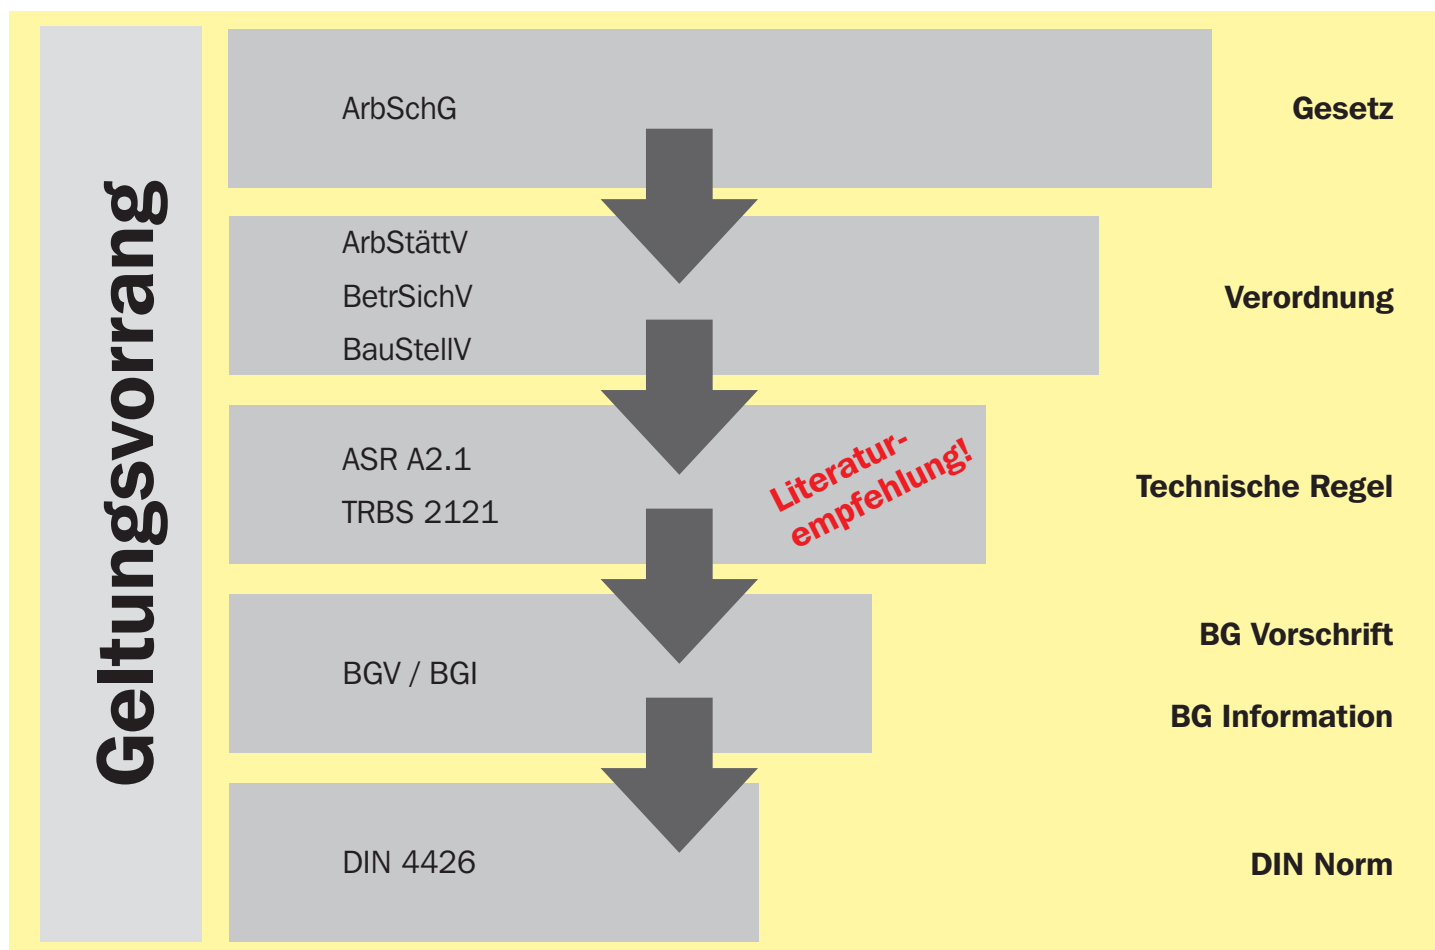 Geltungsvorrang
ArbSchG
Gesetz
ArbStättV
BetrSichV
BauStellV
Verordnung
ASR A2.1
TRBS 2121
Literatur-
empfehlung!
Technische Regel
BGV / BGI
BG Vorschrift
BG Information
DIN 4426
DIN Norm